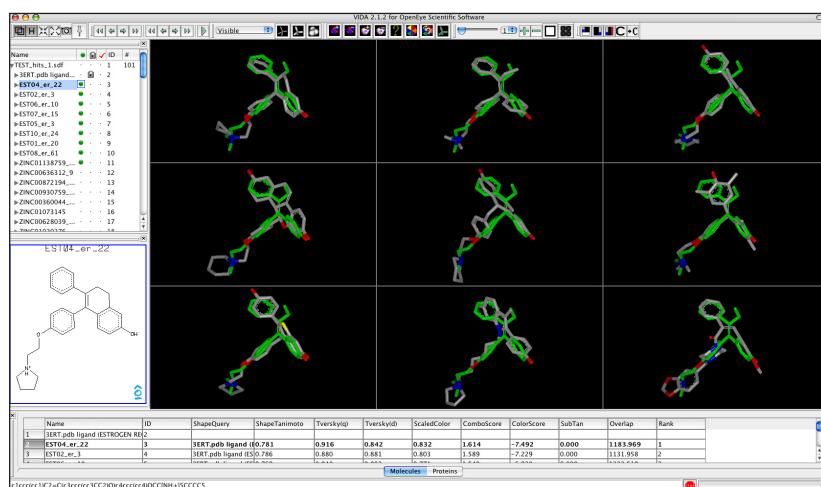 VIDA 2.1.2 for OpenEye Scientific Software
Visible
Name ID #
TEST_hits_1.sdf 1 101
3ERT.pdb ligand... 2
EST04_er_22 3
EST02_er_3 4
EST06_er_10 5
EST07_er_15 6
EST05_er_3 7
EST10_er_24 8
EST01_er_20 9
EST08_er_61 10
ZINC01138759_... 11
ZINC00636312_9 12
ZINC00872194_... 13
ZINC00930759_... 14
ZINC00360044_... 15
ZINC01073145 16
ZINC00628039_... 17
EST04_er_22
OH
O
N+
H
Name ID ShapeQuery ShapeTanimoto Tversky(q) Tversky(d) ScaledColor ComboScore ColorScore SubTan Overlap Rank
1 3ERT.pdb ligand (ESTROGEN RE 2
2 EST04_er_22 3 3ERT.pdb ligand (E 0.781 0.916 0.842 0.832 1.614 -7.492 0.000 1183.969 1
3 EST02_er_3 4 3ERT.pdb ligand (ES 0.786 0.880 0.881 0.803 1.589 -7.229 0.000 1131.958 2
Molecules Proteins